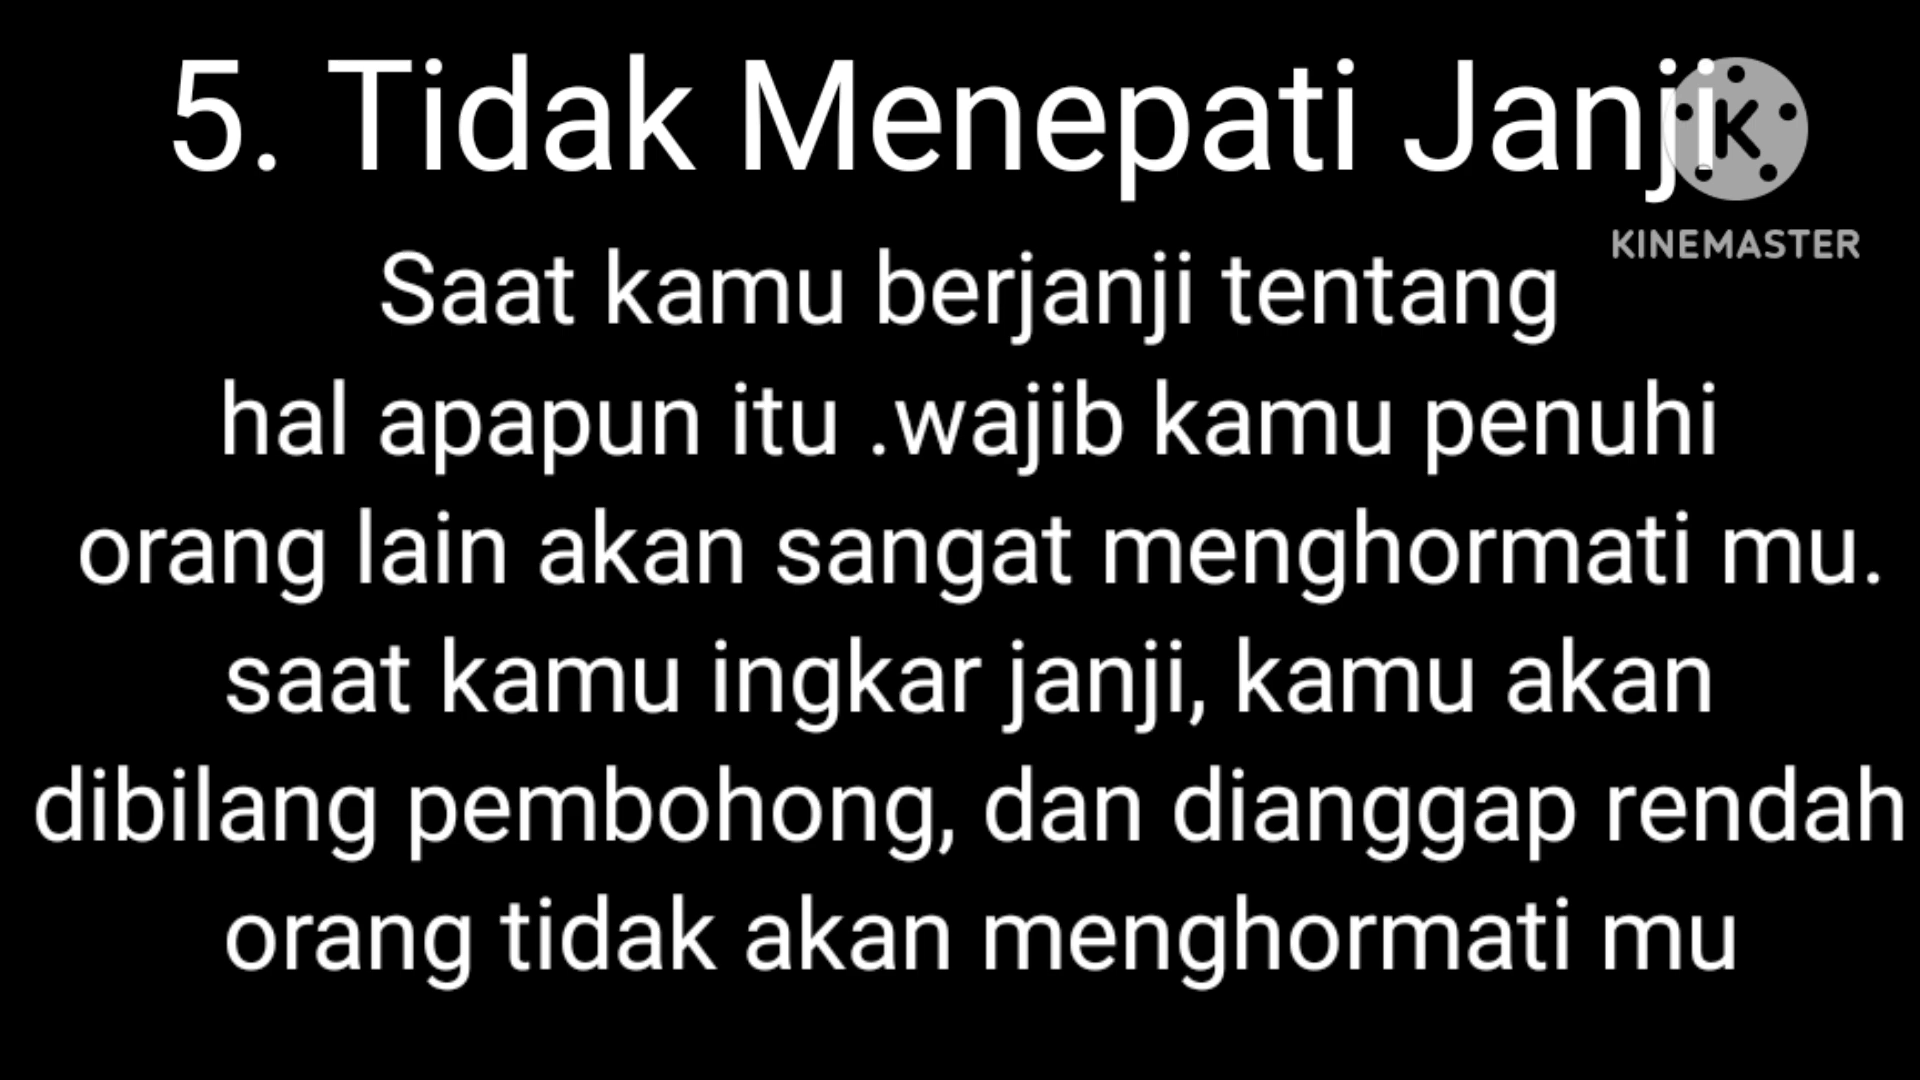 5. Tidak Menepati Janji
K
KINEMASTER
Saat kamu berjanji tentang
hal apapun itu .wajib kamu penuhi
orang lain akan sangat menghormati mu.
saat kamu ingkar janji, kamu akan
dibilang pembohong, dan dianggap rendah
orang tidak akan menghormati mu